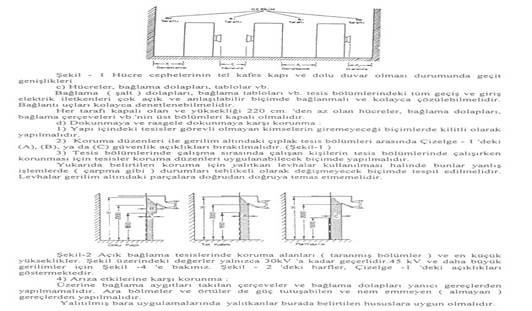 Şekil - 1 Hücre cephelerinin tel kafes kapı ve dolu duvar olması durumunda geçit
genişlikleri
c) Hücreler, bağlama dolapları, tablolar vb.
Bağlama ( şalt ) dolapları, bağlama tabloları vb. tesis bölümlerindeki tüm geçiş ve giriş
elektrik iletkenleri çok açık ve anlaşılabilir biçimde bağlanmalı ve kolayca çözülebilmelidir.
Bağlantı uçları kolayca denetlenebilmelidir.
Her tarafı kapalı olan ve yüksekliği 220 cm. 'den az olan hücreler, bağlama dolapları,
bağlama çerçeveleri vb.'nin üst bölümleri kapalı olmalıdır.
d) Dokunmaya ve rasgele dokunmaya karşı korunma :
1) Yapı içindeki tesisler görevli olmayan kimselerin giremeyeceği biçimlerde kilitli olarak
yapılmalıdır.
2) Koruma düzenleri ile gerilim altındaki çıplak tesis bölümleri arasında Çizelge - I 'deki
(A), (B), ya da (C) güvenlik açıklıkları bırakılmalıdır. (Şekil-I )
3) Tesis bölümlerinde çalışma sırasında çalışan kişilerin tesis bölümlerinde çalışırken
korunması için tesisler koruma düzenleri uygulanabilecek biçimde yapılmalıdır.
Yukarıda belirtilen koruma için yalıtkan levhalar kullanılması halinde bunlar yanlış
işlemlerde ( çarpma gibi ) durumları tehlikeli olarak değişmeyecek biçimde tespit edilmelidir.
Levhalar gerilim altındaki parçalara doğrudan doğruya temas etmemelidir.
Dolu Kapı
Tel Kafes
Şekil-2 Açık bağlama tesislerinde koruma alanları ( taranmış bölümler ) ve en küçük
yükseklikler. Şekil üzerindeki değerler yalnızca 30kV 'a kadar geçerlidir.45 kV ve daha büyük
gerilimler için Şekil -4 'e bakınız. Şekil - 2 'deki harfler, Çizelge -1 'deki açıklıkları
göstermektedir.
4) Arıza etkilerine karşı korunma :
Üzerine bağlama aygıtları takılan çerçeveler ve bağlama dolapları yanıcı gereçlerden
yapılmamalıdır. Ara bölmeler ve örtüler de güç tutuşabilen ve nem emmeyen ( almayan )
gereçlerden yapılmalıdır.
Yalıtılmış bara uygulamalarında yalıtkanlar burada belirtilen hususlara uygun olmalıdır.